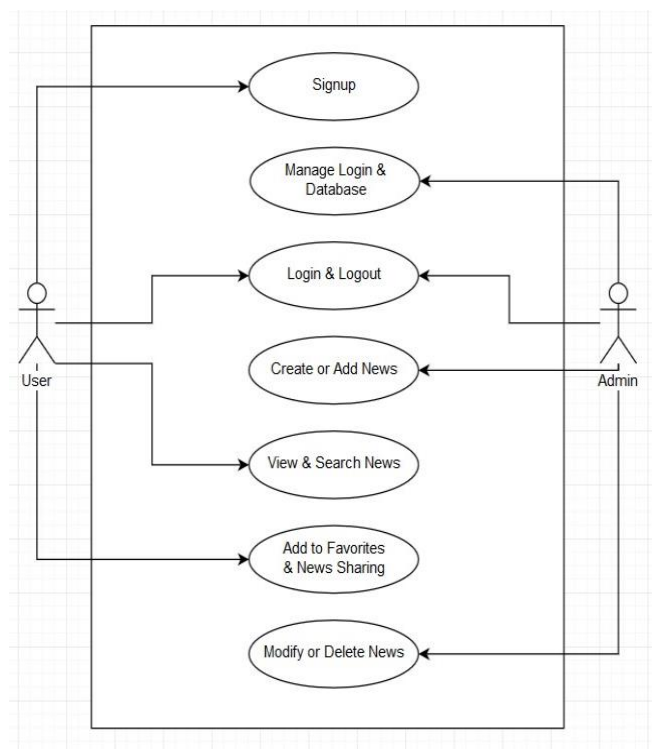 Signup
Manage Login &
Database
Login & Logout
Create or Add News
User
Admin
View & Search News
Add to Favorites
& News Sharing
Modify or Delete News